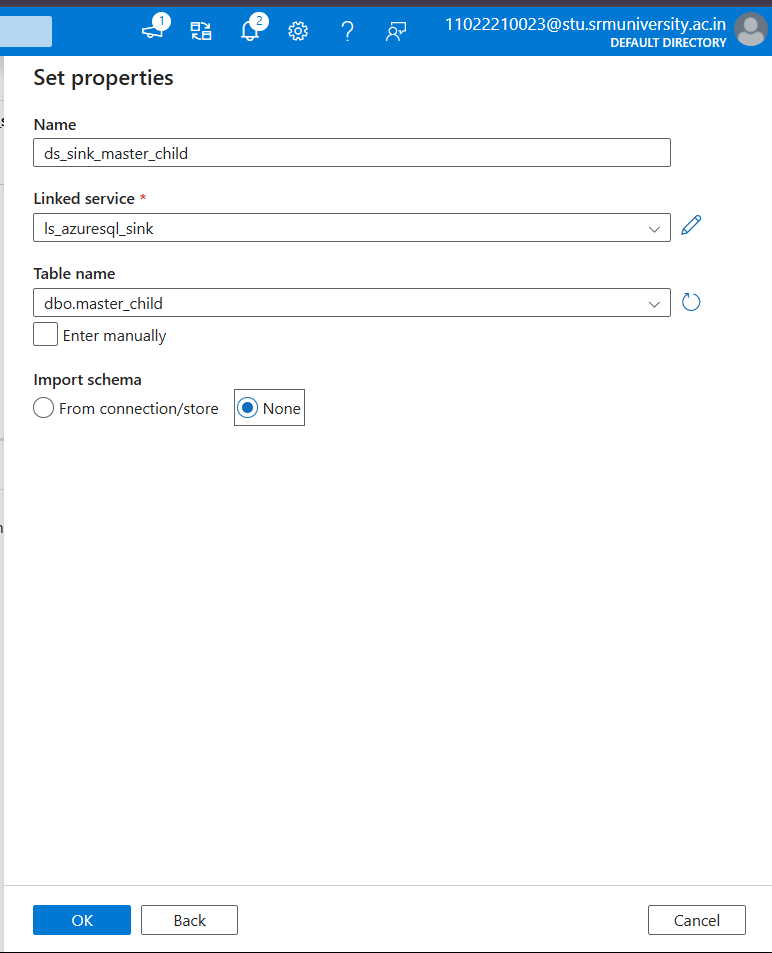 1
2
11022210023@stu.srmuniversity.ac.in
DEFAULT DIRECTORY
Set properties
Name
ds_sink_master_child
Linked service *
ls_azuresql_sink
Table name
dbo.master_child
Enter manually
Import schema
From connection/store None
OK Back Cancel